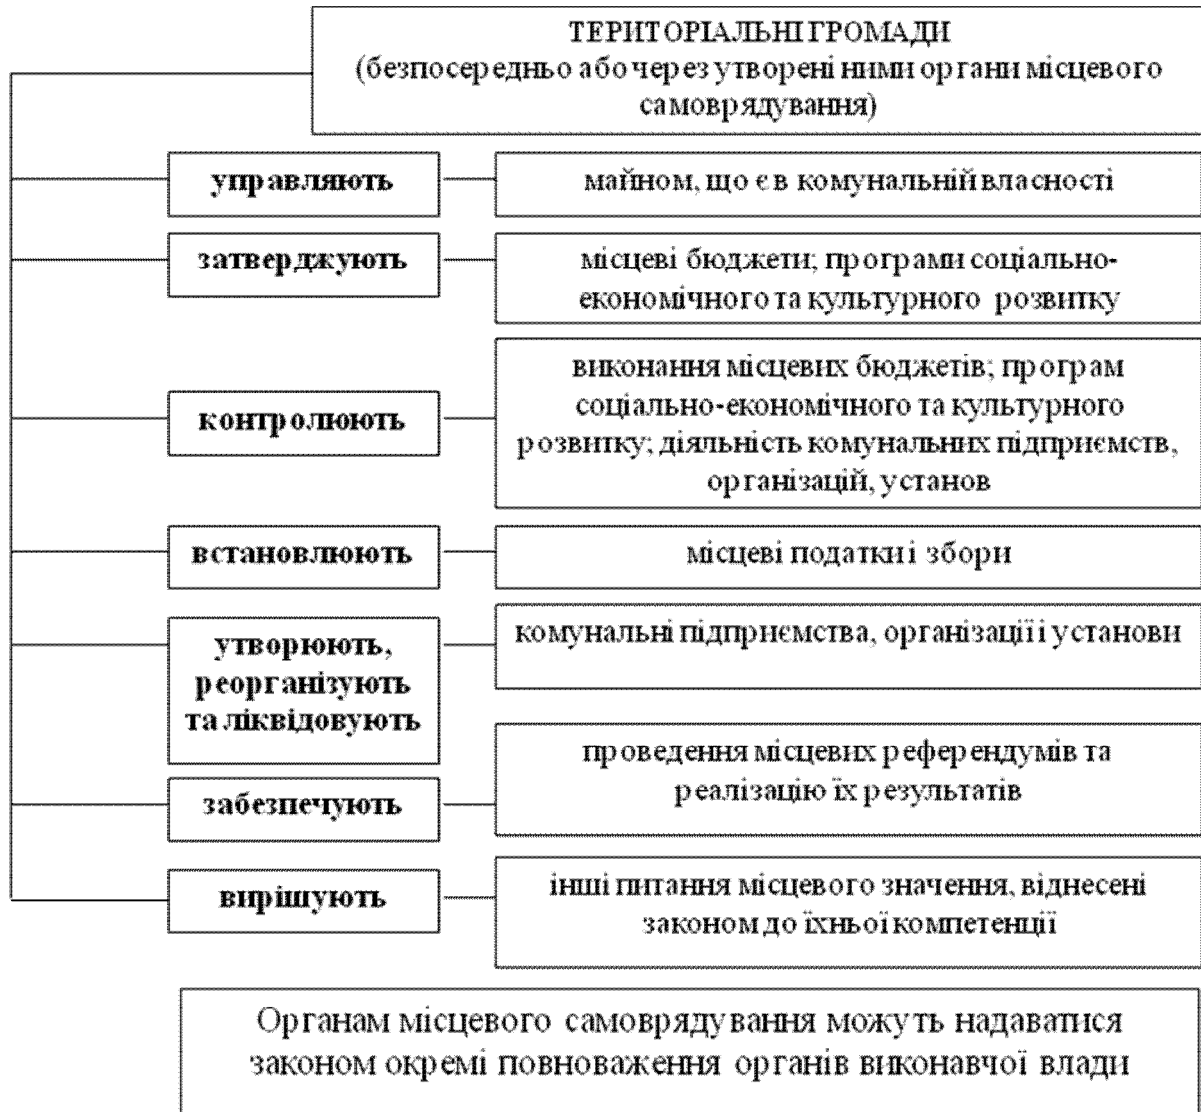 ТЕРИТОРІАЛЬНІ ГРОМАДИ
(безпосередньо або через утворені ними органи місцевого
самоврядування)
управляють
майном, що є в комунальній власності
затверджують
місцеві бюджети; програми соціально-
економічного та культурного розвитку
контролюють
виконання місцевих бюджетів; програм
соціально-економічного та культурного
розвитку; діяльність комунальних підприємств,
організацій, установ
встановлюють
місцеві податки і збори
утворюють,
реорганізують
та ліквідовують
комунальні підприємства, організації і установи
забезпечують
проведення місцевих референдумів та
реалізацію їх результатів
вирішують
інші питання місцевого значення, віднесені
законом до їхньої компетенції
Органам місцевого самоврядування можуть надаватися
законом окремі повноваження органів виконавчої влади